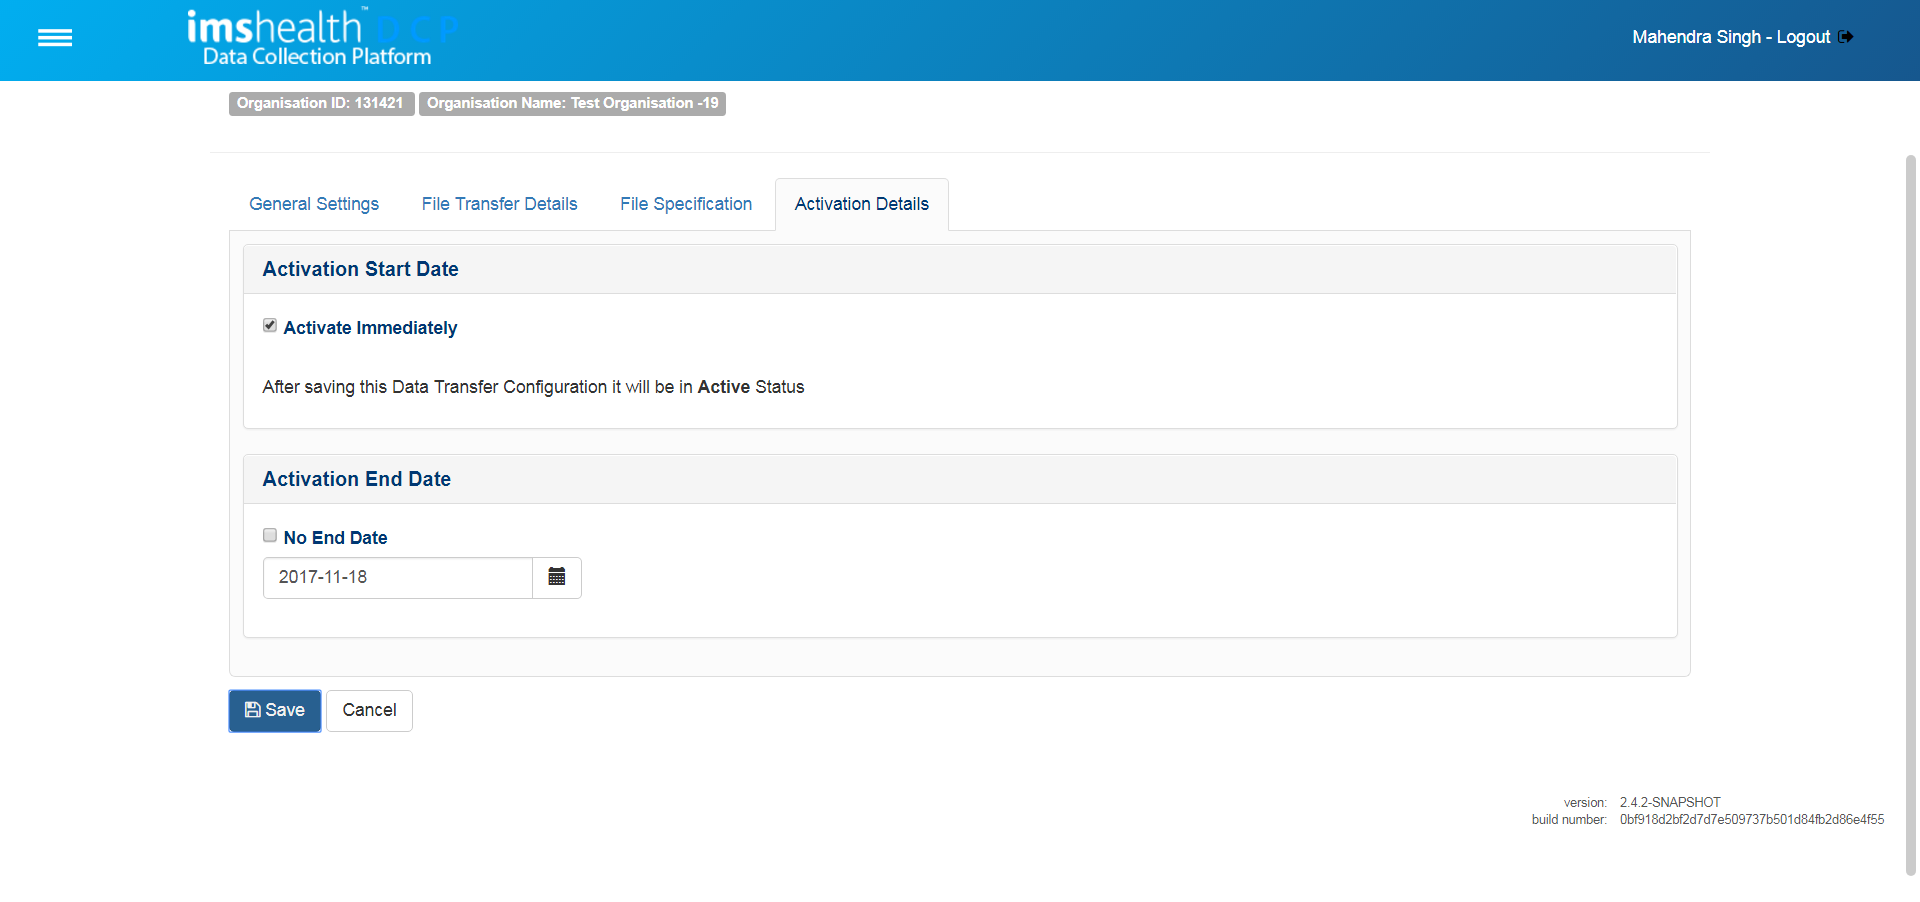 imshealth™ DCP
Data Collection Platform
Mahendra Singh - Logout
Organisation ID: 131421 Organisation Name: Test Organisation -19
General Settings File Transfer Details File Specification Activation Details
Activation Start Date
Activate Immediately
After saving this Data Transfer Configuration it will be in Active Status
Activation End Date
No End Date
2017-11-18
Save Cancel
version: 2.4.2-SNAPSHOT
build number: 0bf918d2bf2d7d7e509737b501d84fb2d86e4f55